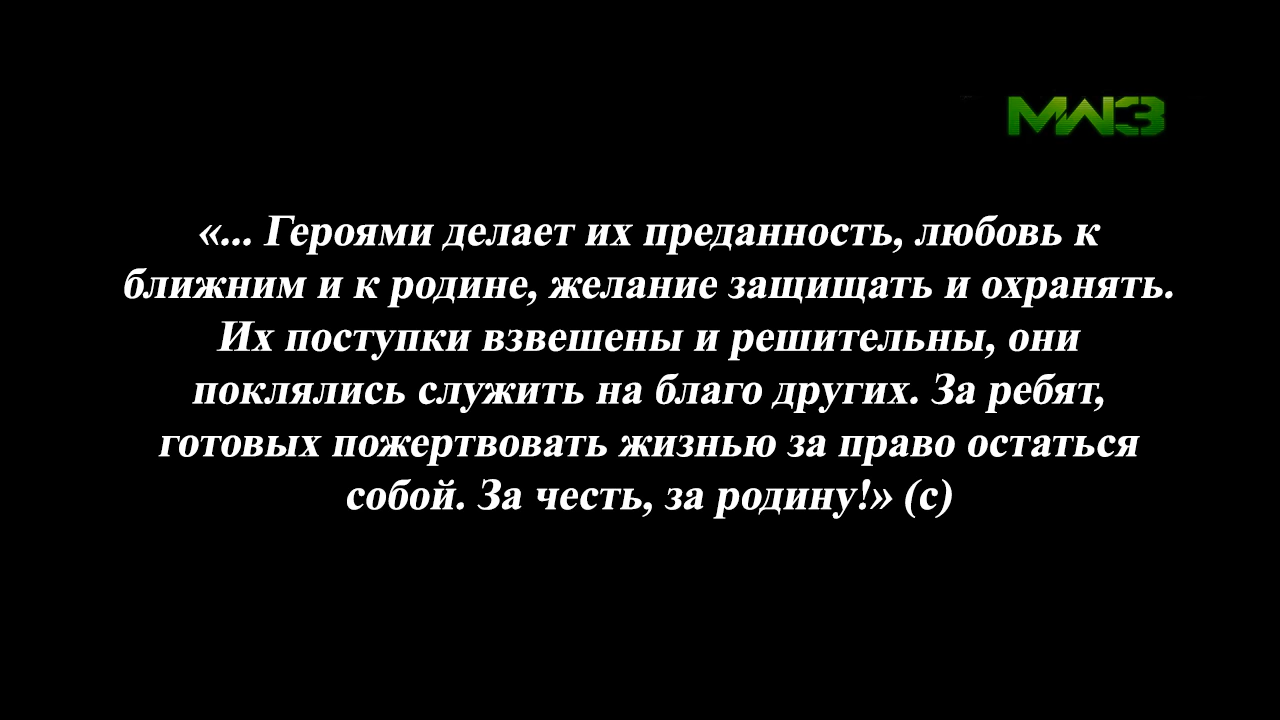 MW3
«... Героями делает их преданность, любовь к
ближним и к родине, желание защищать и охранять.
Их поступки взвешены и решительны, они
поклялись служить на благо других. За ребят,
готовых пожертвовать жизнью за право остаться
собой. За честь, за родину!» (с)